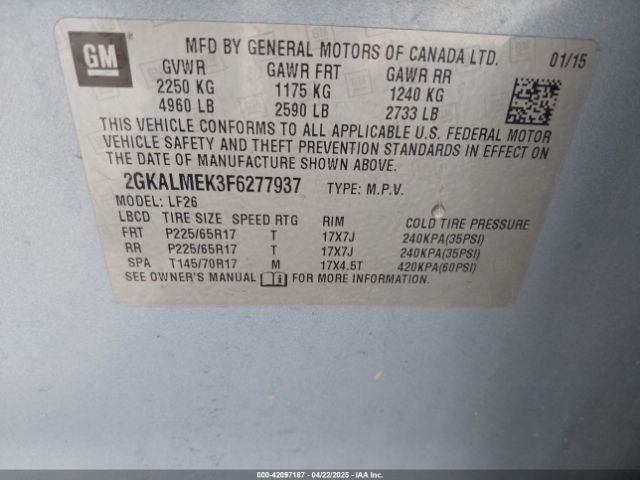 GM
MFD BY GENERAL MOTORS OF CANADA LTD. 01/15
GVWR GAWR FRT GAWR RR
2250 KG 1175 KG 1240 KG
4960 LB 2590 LB 2733 LB
THIS VEHICLE CONFORMS TO ALL APPLICABLE U.S. FEDERAL MOTOR
VEHICLE SAFETY AND THEFT PREVENTION STANDARDS IN EFFECT ON
THE DATE OF MANUFACTURE SHOWN ABOVE.
2GKALMEK3F6277937 TYPE: M.P.V.
MODEL: LF26
LBCD TIRE SIZE SPEED RTG RIM COLD TIRE PRESSURE
FRT P225/65R17 T 17X7J 240KPA(35PSI)
RR P225/65R17 T 17X7J 240KPA(35PSI)
SPA T145/70R17 M 17X4.5T 420KPA(60PSI)
SEE OWNER'S MANUAL FOR MORE INFORMATION.
000-42097187 - 04/22/2025 - IAAI.COM